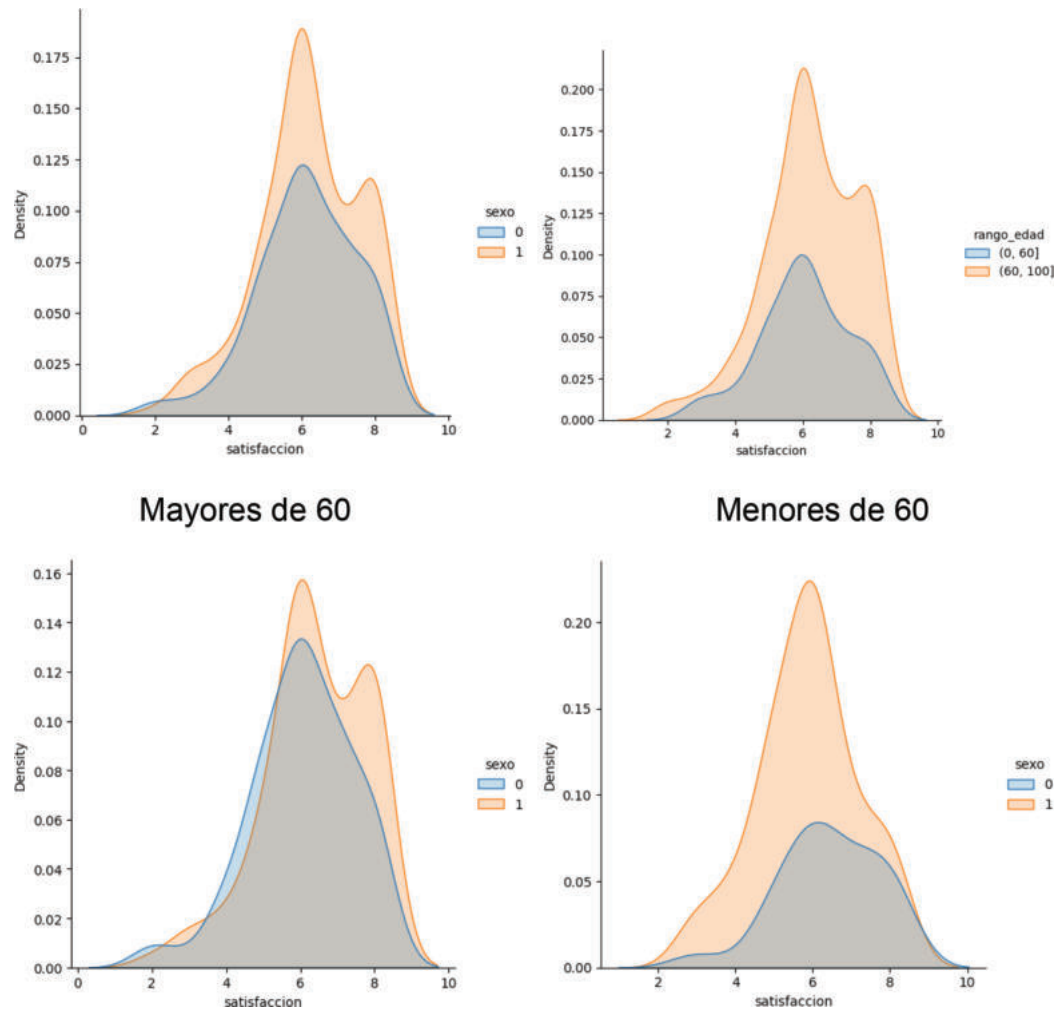 0.175
0.150
0.125
0.100
0.075
0.050
0.025
0.000
Density
0 2 4 6 8 10
satisfaccion
sexo
0
1
0.200
0.175
0.150
0.125
0.100
0.075
0.050
0.025
0.000
Density
2 4 6 8 10
satisfaccion
rango_edad
(0, 60]
(60, 100]
Mayores de 60
Menores de 60
0.16
0.14
0.12
0.10
0.08
0.06
0.04
0.02
0.00
Density
0 2 4 6 8 10
satisfaccion
sexo
0
1
0.20
0.15
0.10
0.05
0.00
Density
2 4 6 8 10
satisfaccion
sexo
0
1